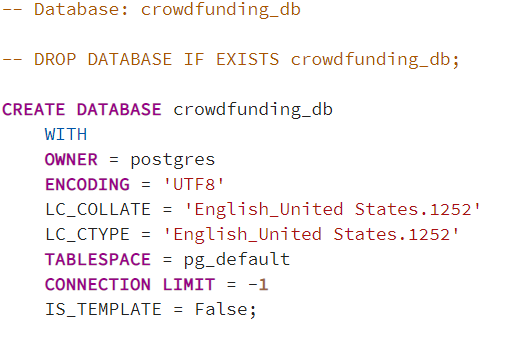 -- Database: crowdfunding_db
-- DROP DATABASE IF EXISTS crowdfunding_db;
CREATE DATABASE crowdfunding_db
WITH
OWNER = postgres
ENCODING = 'UTF8'
LC_COLLATE = 'English_United States.1252'
LC_CTYPE = 'English_United States.1252'
TABLESPACE = pg_default
CONNECTION LIMIT = -1
IS_TEMPLATE = False;